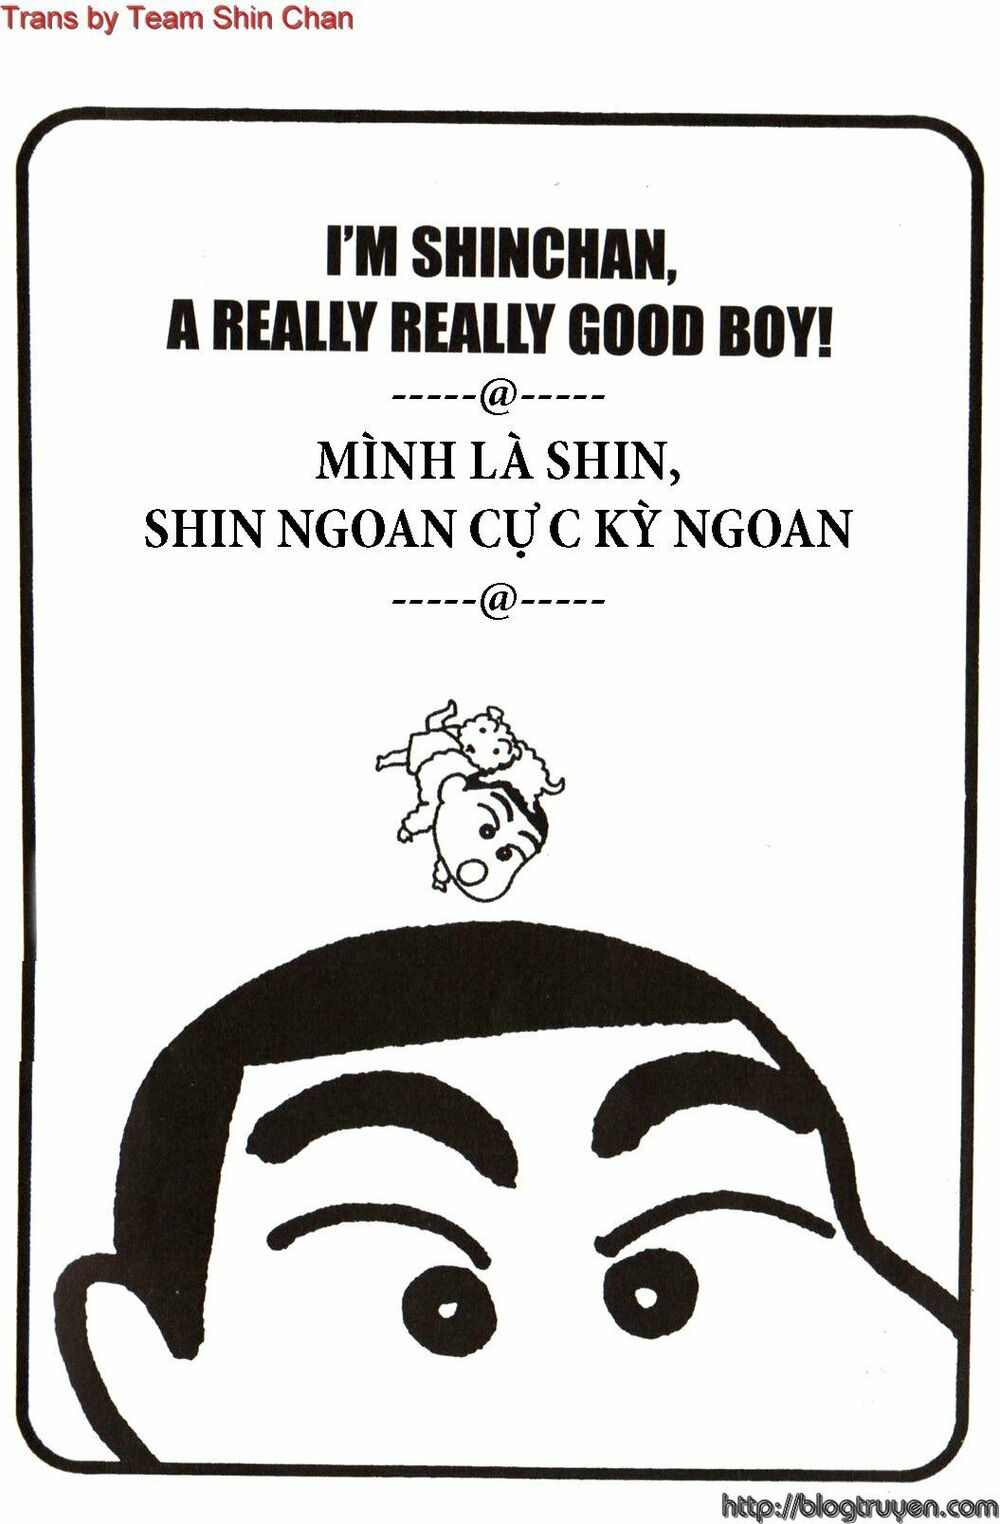 Trans by Team Shin Chan
I'M SHINCHAN,
A REALLY REALLY GOOD BOY!
-----@-----
MÌNH LÀ SHIN,
SHIN NGOAN CỰC KỲ NGOAN
-----@-----
http://blogtruyen.com